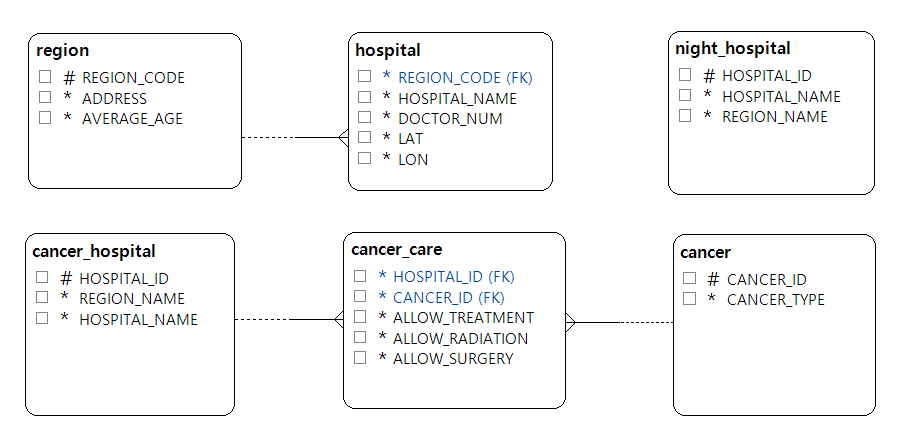 region
# REGION_CODE
* ADDRESS
* AVERAGE_AGE
hospital
* REGION_CODE (FK)
* HOSPITAL_NAME
* DOCTOR_NUM
* LAT
* LON
night_hospital
# HOSPITAL_ID
* HOSPITAL_NAME
* REGION_NAME
cancer_hospital
# HOSPITAL_ID
* REGION_NAME
* HOSPITAL_NAME
cancer_care
* HOSPITAL_ID (FK)
* CANCER_ID (FK)
* ALLOW_TREATMENT
* ALLOW_RADIATION
* ALLOW_SURGERY
cancer
# CANCER_ID
* CANCER_TYPE